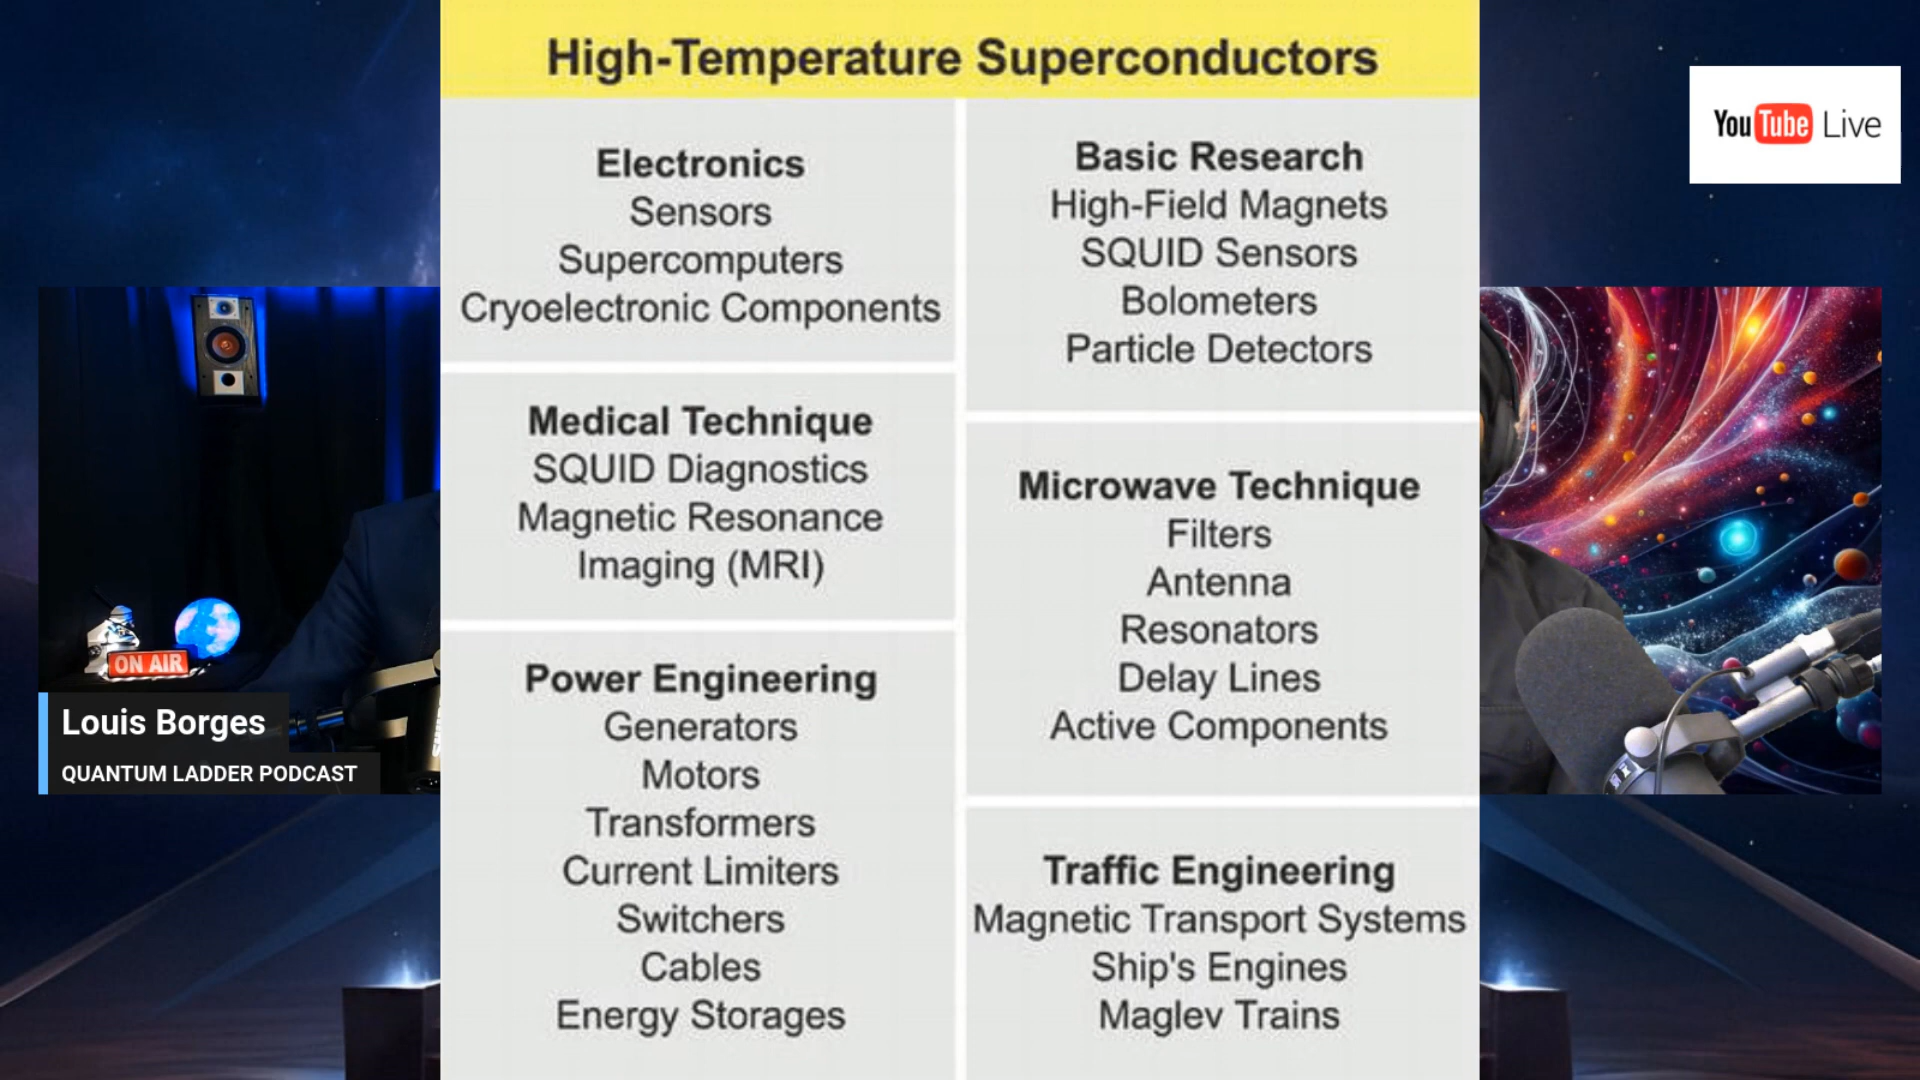 High-Temperature Superconductors
Electronics
Sensors
Supercomputers
Cryoelectronic Components
Medical Technique
SQUID Diagnostics
Magnetic Resonance
Imaging (MRI)
Power Engineering
Generators
Motors
Transformers
Current Limiters
Switchers
Cables
Energy Storages
Basic Research
High-Field Magnets
SQUID Sensors
Bolometers
Particle Detectors
Microwave Technique
Filters
Antenna
Resonators
Delay Lines
Active Components
Traffic Engineering
Magnetic Transport Systems
Ship's Engines
Maglev Trains
YouTube Live
ON AIR
Louis Borges
QUANTUM LADDER PODCAST